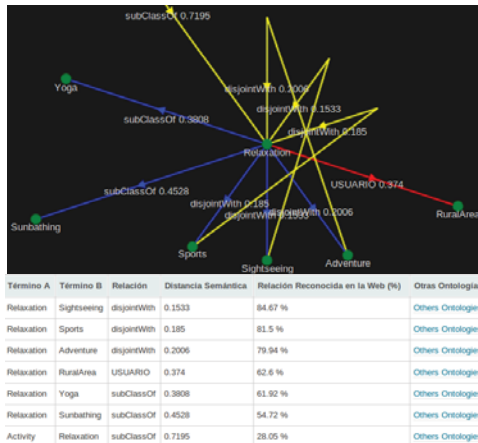 subClassOf 0.7195
disjointWith 0.2006
Yoga
disjointWith 0.1533
subClassOf 0.3808
disjointWith 0.185
Relaxation
USUARIO 0.374
subClassOf 0.4528
disjointWith 0.185
RuralArea
disjointWith 0.2006
disjointWith 0.1533
Sunbathing
Sports
Adventure
Sightseeing
Término A Término B Relación Distancia Semántica Relación Reconocida en la Web (%) Otras Ontología
Relaxation Sightseeing disjointWith 0.1533 84.67 % Others Ontologie
Relaxation Sports disjointWith 0.185 81.5 % Others Ontologie
Relaxation Adventure disjointWith 0.2006 79.94 % Others Ontologie
Relaxation RuralArea USUARIO 0.374 62.6 % Others Ontologie
Relaxation Yoga subClassOf 0.3808 61.92 % Others Ontologie
Relaxation Sunbathing subClassOf 0.4528 54.72 % Others Ontologie
Activity Relaxation subClassOf 0.7195 28.05 % Others Ontologie